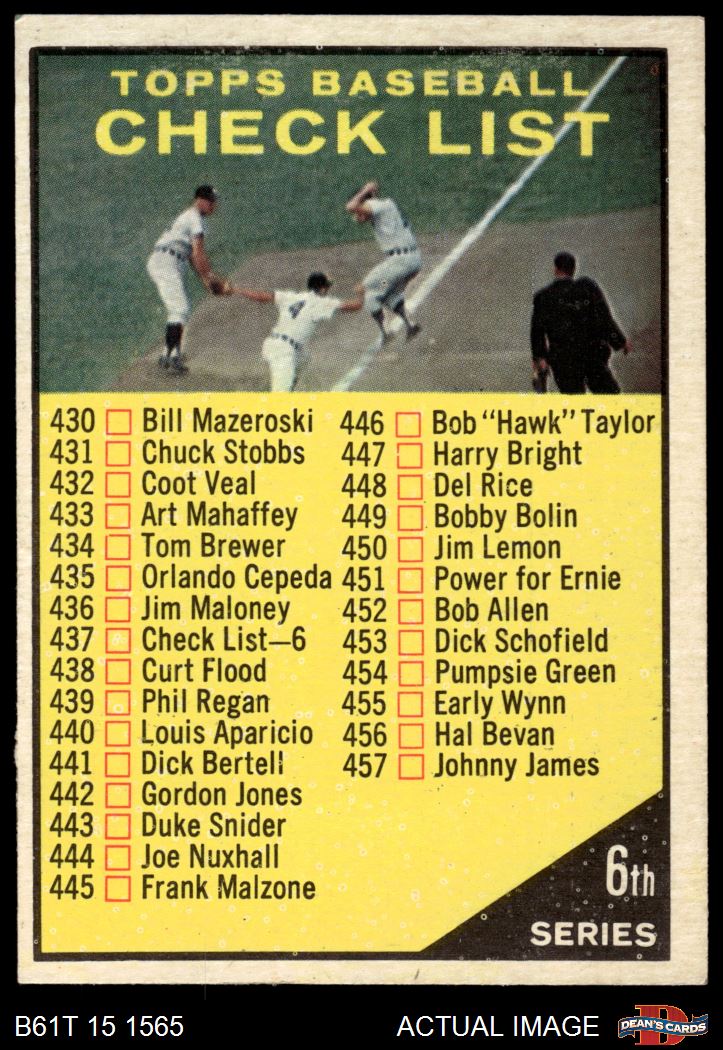 TOPPS BASEBALL
CHECK LIST
4
430 Bill Mazeroski
431 Chuck Stobbs
432 Coot Veal
433 Art Mahaffey
434 Tom Brewer
435 Orlando Cepeda
436 Jim Maloney
437 Check List—6
438 Curt Flood
439 Phil Regan
440 Louis Aparicio
441 Dick Bertell
442 Gordon Jones
443 Duke Snider
444 Joe Nuxhall
445 Frank Malzone
446 Bob "Hawk" Taylor
447 Harry Bright
448 Del Rice
449 Bobby Bolin
450 Jim Lemon
451 Power for Ernie
452 Bob Allen
453 Dick Schofield
454 Pumpsie Green
455 Early Wynn
456 Hal Bevan
457 Johnny James
6th
SERIES
B61T 15 1565
ACTUAL IMAGE
D
DEAN'S CARDS